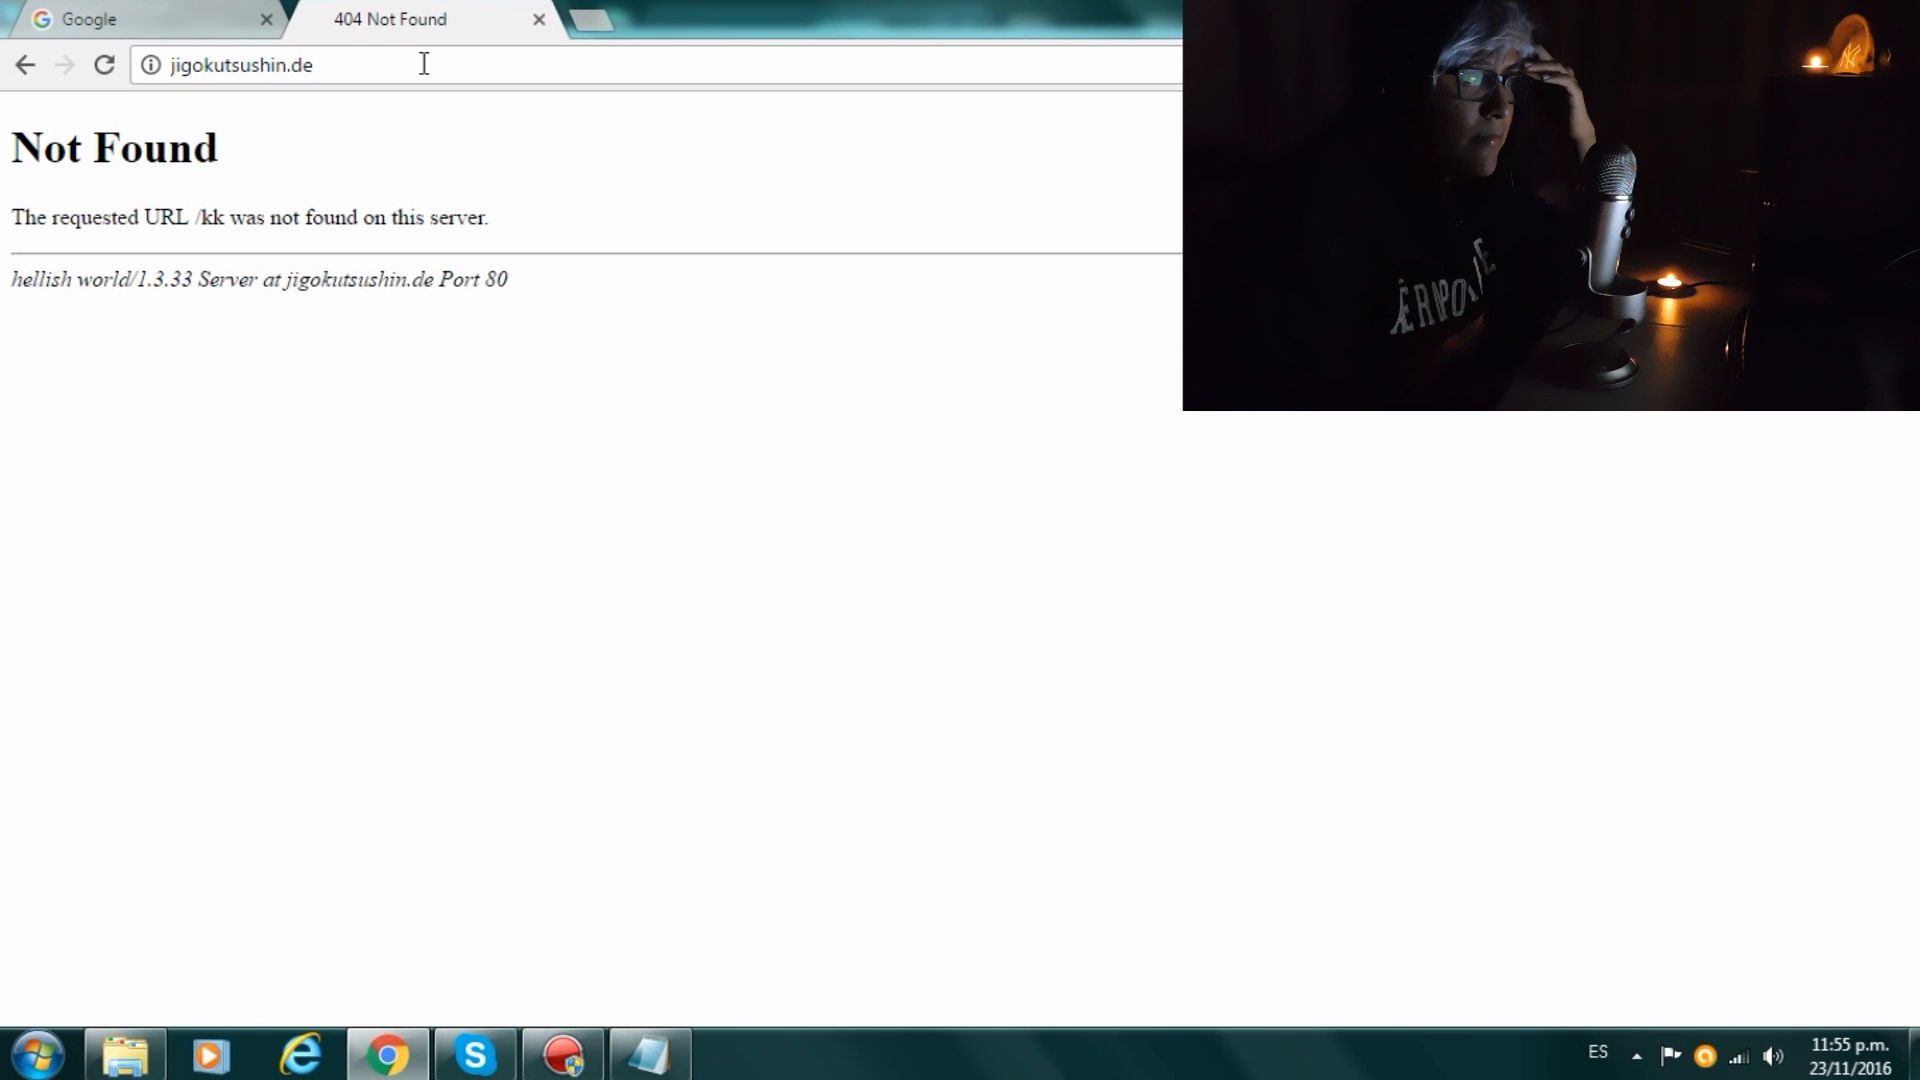 Google
404 Not Found
jigokutsushin.de
Not Found
The requested URL /kk was not found on this server.
hellish world/1.3.33 Server at jigokutsushin.de Port 80
ES
11:55 p.m.
23/11/2016